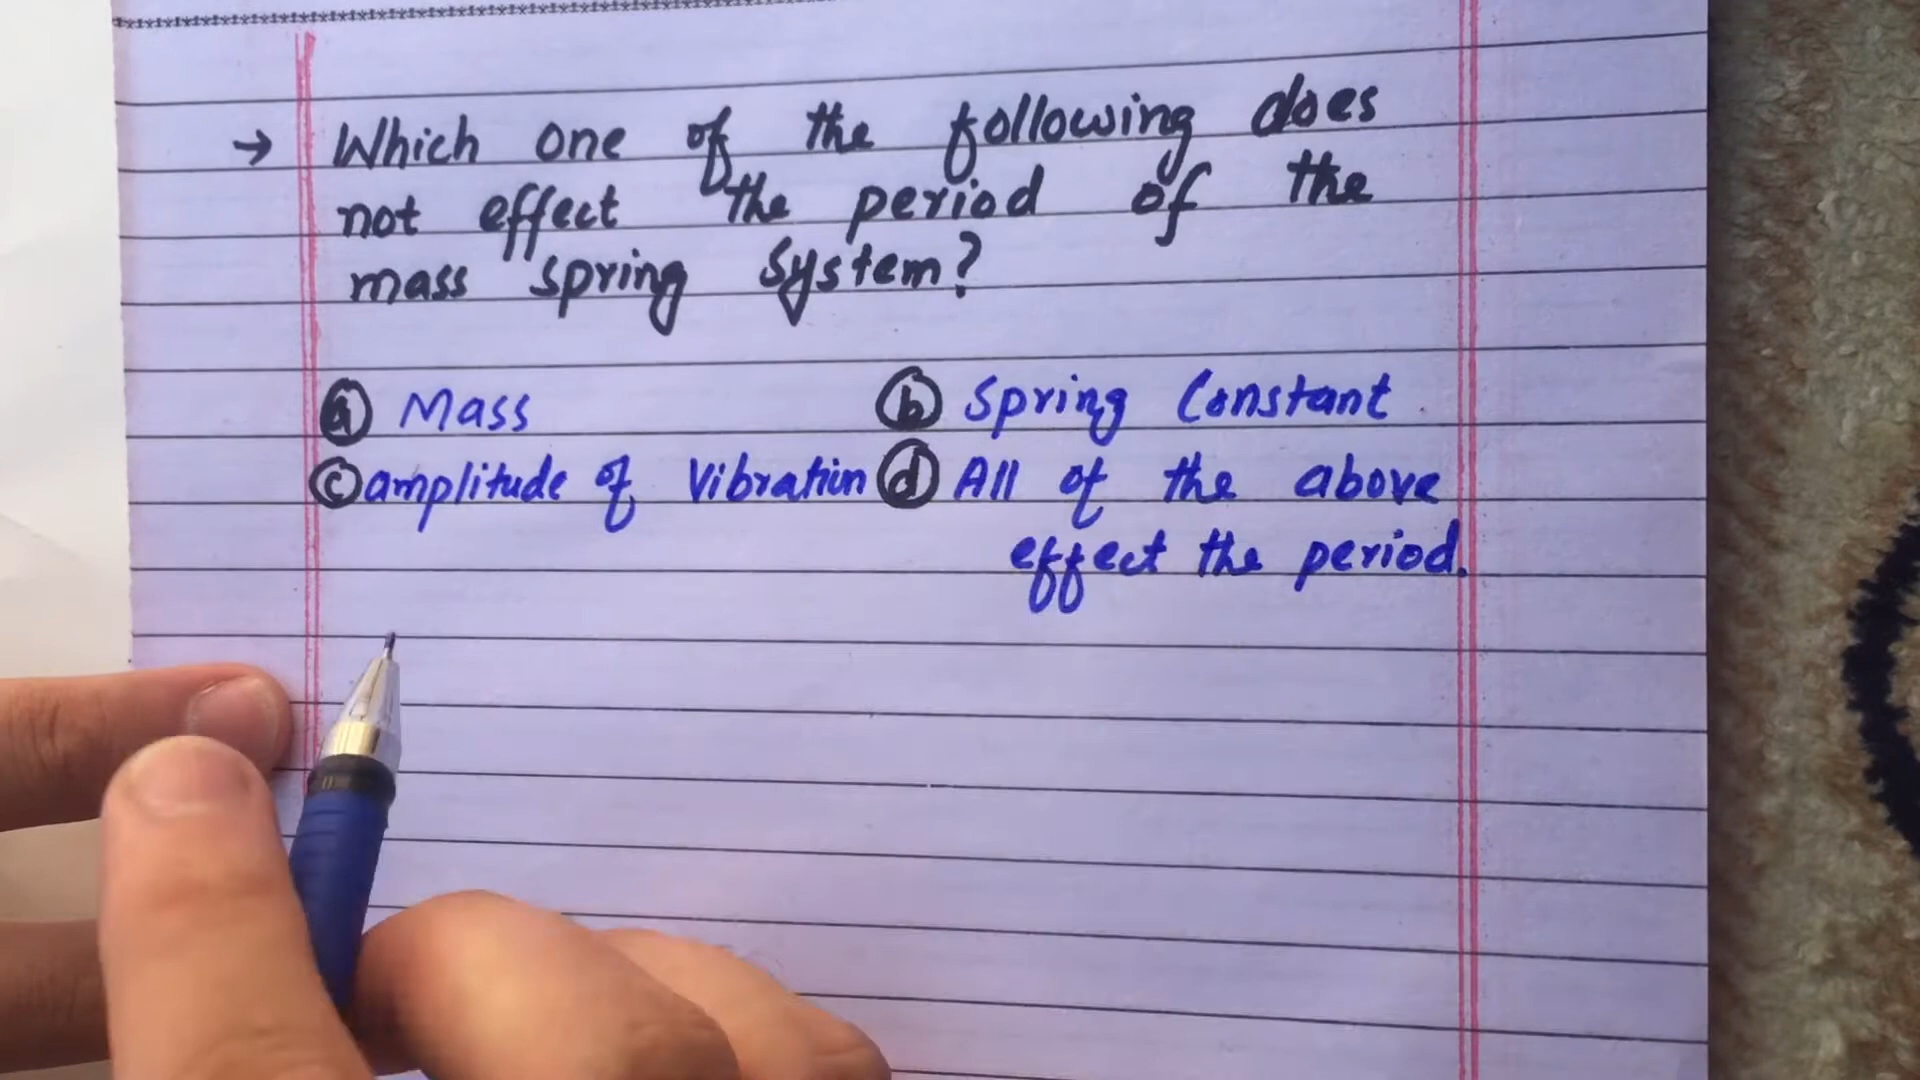 → Which one of the following does
not effect the period of the
mass spring system?
a Mass
b Spring Constant
c amplitude of Vibration
d All of the above
effect the period.